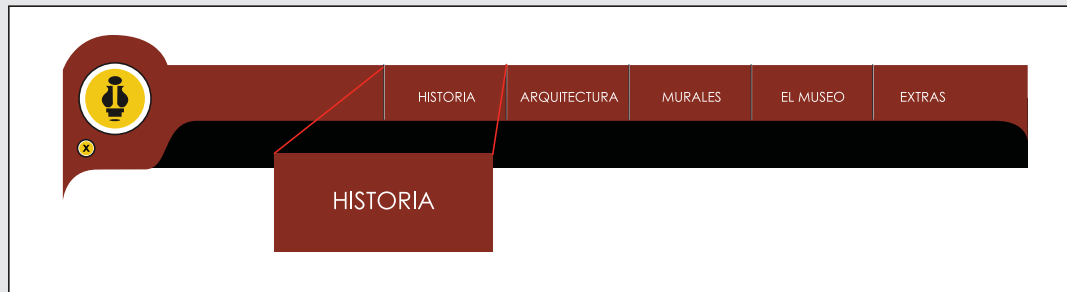 HISTORIA ARQUITECTURA MURALES EL MUSEO EXTRAS
X
HISTORIA